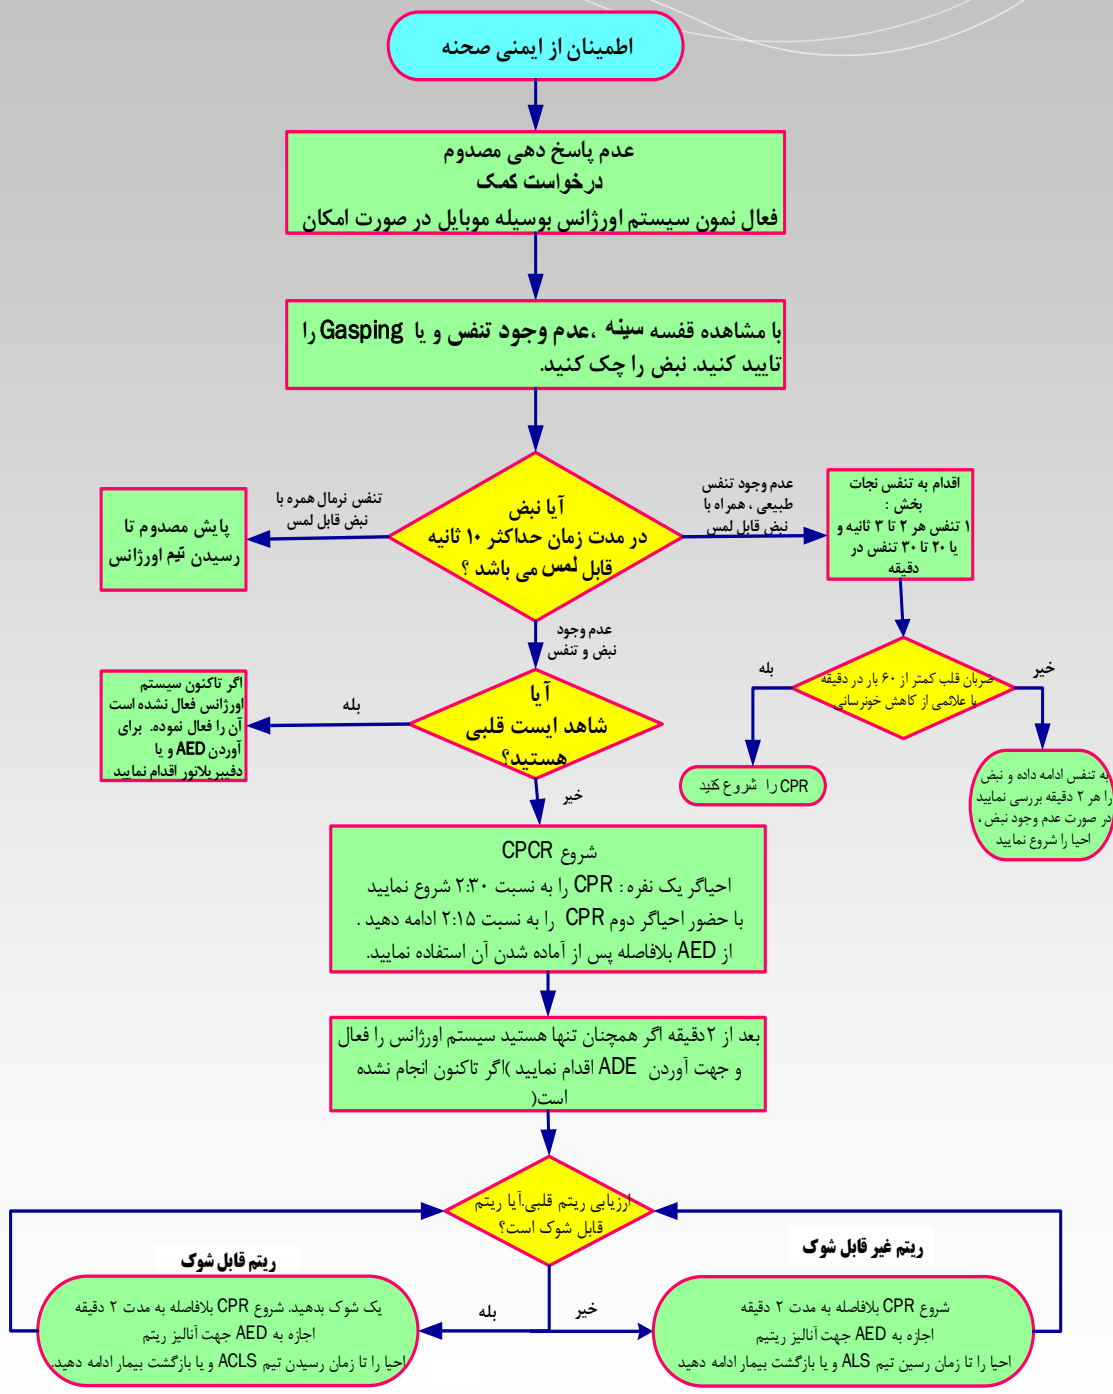 اطمینان از ایمنی صحنه
عدم پاسخ دهی مصدوم
درخواست کمک
فعال نمون سیستم اورژانس بوسیله موبایل در صورت امکان
با مشاهده قفسه سینه ،عدم وجود تنفس و یا Gasping را
تایید کنید. نبض را چک کنید.
آیا نبض
در مدت زمان حداکثر ۱۰ ثانیه
قابل لمس می باشد ؟
عدم وجود تنفس
طبیعی ، همراه با
نبض قابل لمس
اقدام به تنفس نجات
بخش :
۱ تنفس هر ۲ تا ۳ ثانیه و
یا ۲۰ تا ۳۰ تنفس در
دقیقه
تنفس نرمال همره با
نبض قابل لمس
پایش مصدوم تا
رسیدن تیم اورژانس
عدم وجود
نبض و تنفس
ضربان قلب کمتر از ۶۰ بار در دقیقه
با علائمی از کاهش خونرسانی
خیر
بله
به تنفس ادامه داده و نبض
را هر ۲ دقیقه بررسی نمایید
در صورت عدم وجود نبض ،
احیا را شروع نمایید
CPR را شروع کنید
آیا
شاهد ایست قلبی
هستید؟
بله
اگر تاکنون سیستم
اورژانس فعال نشده است
آن را فعال نموده. برای
آوردن AED و یا
دفیبریلاتور اقدام نمایید
خیر
شروع CPCR
احیاگر یک نفره : CPR را به نسبت ۲:۳۰ شروع نمایید
با حضور احیاگر دوم CPR را به نسبت ۲:۱۵ ادامه دهید .
از AED بلافاصله پس از آماده شدن آن استفاده نمایید.
بعد از ۲دقیقه اگر همچنان تنها هستید سیستم اورژانس را فعال
و جهت آوردن ADE اقدام نمایید )اگر تاکنون انجام نشده
است(
ارزیابی ریتم قلبی.آیا ریتم
قابل شوک است؟
ریتم غیر قابل شوک
ریتم قابل شوک
خیر
بله
شروع CPR بلافاصله به مدت ۲ دقیقه
اجازه به AED جهت آنالیز ریتیم
احیا را تا زمان رسین تیم ALS و یا بازگشت بیمار ادامه دهید
یک شوک بدهید. شروع CPR بلافاصله به مدت ۲ دقیقه
اجازه به AED جهت آنالیز ریتم
احیا را تا زمان رسیدن تیم ACLS و یا بازگشت بیمار ادامه دهید.